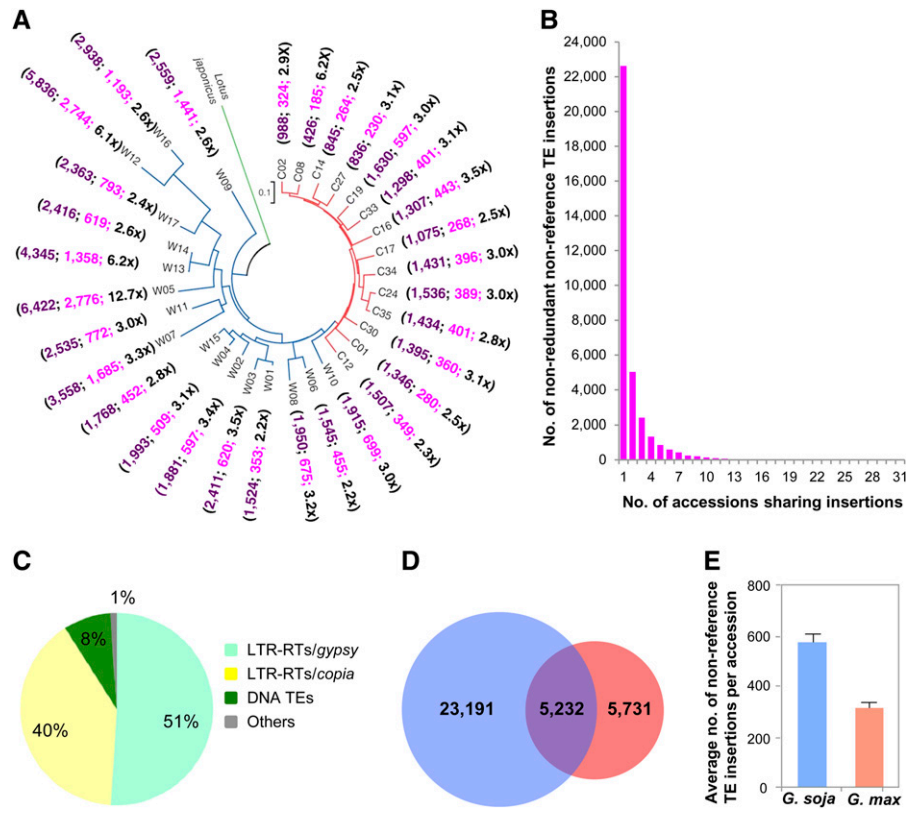 A
(2,938; 1,193; 2.6x)
(5,836; 2,744; 6.1x)
(2,559; 1,441; 2.6x)
(2,363; 793; 2.4x)
(2,416; 619; 2.6x)
(4,345; 1,358; 6.2x)
(6,422; 2,776; 12.7x)
(2,535; 772; 3.0x)
(3,558; 1,685; 3.3x)
(1,768; 452; 2.8x)
(1,993; 509; 3.1x)
(1,881; 597; 3.4x)
(2,411; 620; 3.5x)
(1,524; 353; 2.2x)
(1,950; 675; 3.2x)
(1,545; 455; 2.2x)
(1,915; 699; 3.0x)
(1,507; 349; 2.3x)
(1,346; 280; 2.5x)
(1,395; 360; 3.1x)
(1,434; 401; 2.8x)
(1,536; 389; 3.0x)
(1,431; 396; 3.0x)
(1,075; 268; 2.5x)
(1,307; 443; 3.5x)
(1,298; 401; 3.1x)
(1,630; 597; 3.0x)
(836; 230; 3.1x)
(845; 264; 2.5x)
(426; 185; 6.2X)
(988; 324; 2.9X)
Lotus
japonicus
W16
W12
W09
W17
W14
W13
W05
W11
W07
W15
W04
W02
W03
W01
W08
W06
W10
C12
C01
C30
C35
C24
C34
C17
C16
C33
C19
C27
C14
C08
C02
0.1
B
No. of non-redundant non-reference TE insertions
24,000
22,000
20,000
18,000
16,000
14,000
12,000
10,000
8,000
6,000
4,000
2,000
0
1 4 7 10 13 16 19 22 25 28 31
No. of accessions sharing insertions
C
1%
8%
40%
51%
LTR-RTs/gypsy
LTR-RTs/copia
DNA TEs
Others
D
23,191
5,232
5,731
E
Average no. of non-reference
TE insertions per accession
800
600
400
200
0
G. soja G. max